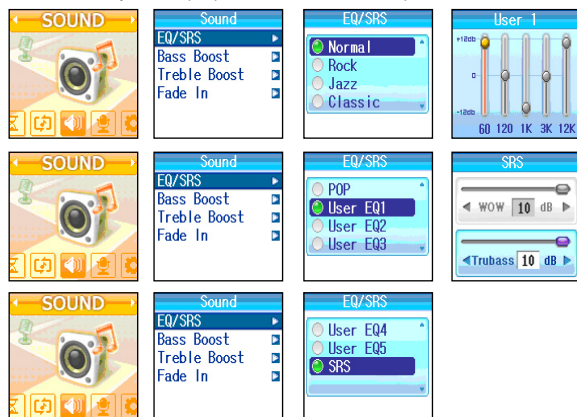 SOUND
Sound
EQ/SRS
Bass Boost
Treble Boost
Fade In
EQ/SRS
Normal
Rock
Jazz
Classic
User 1
+12db
0
-12db
60 120 1K 3K 12K
SOUND
Sound
EQ/SRS
Bass Boost
Treble Boost
Fade In
EQ/SRS
POP
User EQ1
User EQ2
User EQ3
SRS
WOW 10 dB
Trubass 10 dB
SOUND
Sound
EQ/SRS
Bass Boost
Treble Boost
Fade In
EQ/SRS
User EQ4
User EQ5
SRS